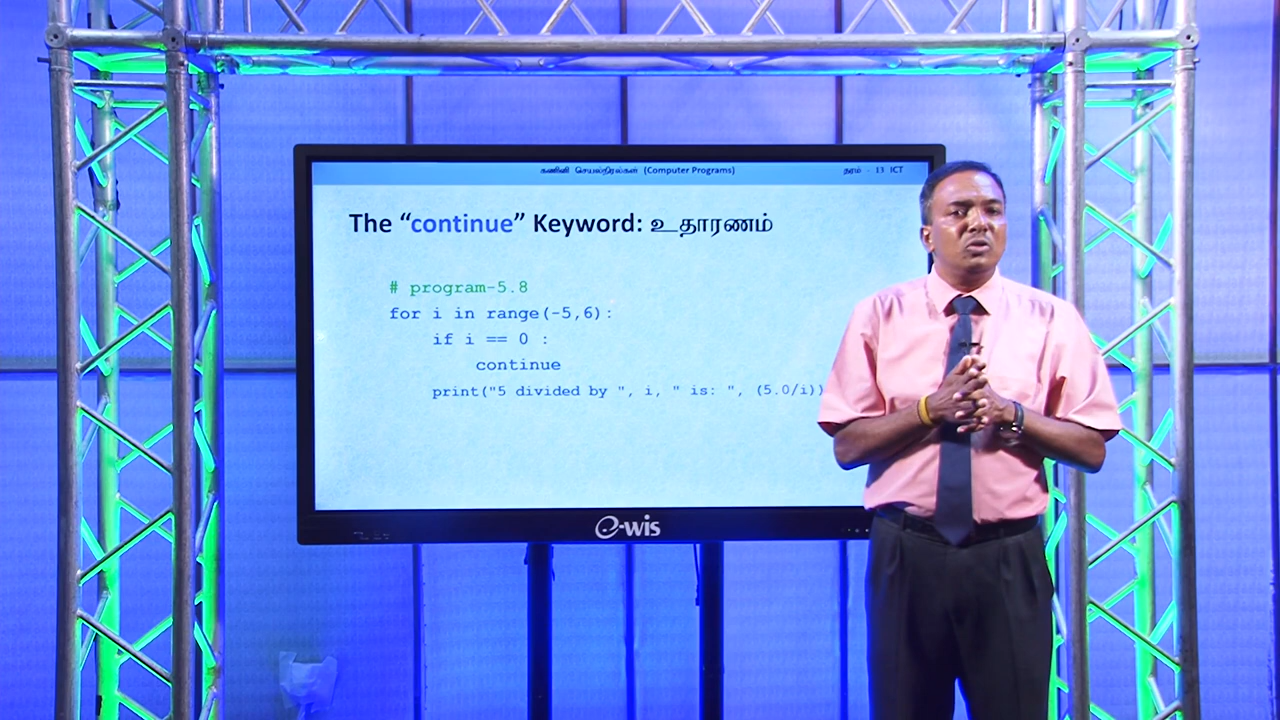 கணினி செயல்நிரல்கள் (Computer Programs)
தரம் - 13 ICT
The “continue” Keyword: உதாரணம்
# program-5.8
for i in range(-5,6):
if i == 0 :
continue
print("5 divided by ", i, " is: ", (5.0/i))
e-wis